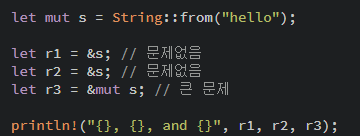 let mut s = String::from("hello");
let r1 = &s; // 문제없음
let r2 = &s; // 문제없음
let r3 = &mut s; // 큰 문제
println!("{}, {}, and {}", r1, r2, r3);